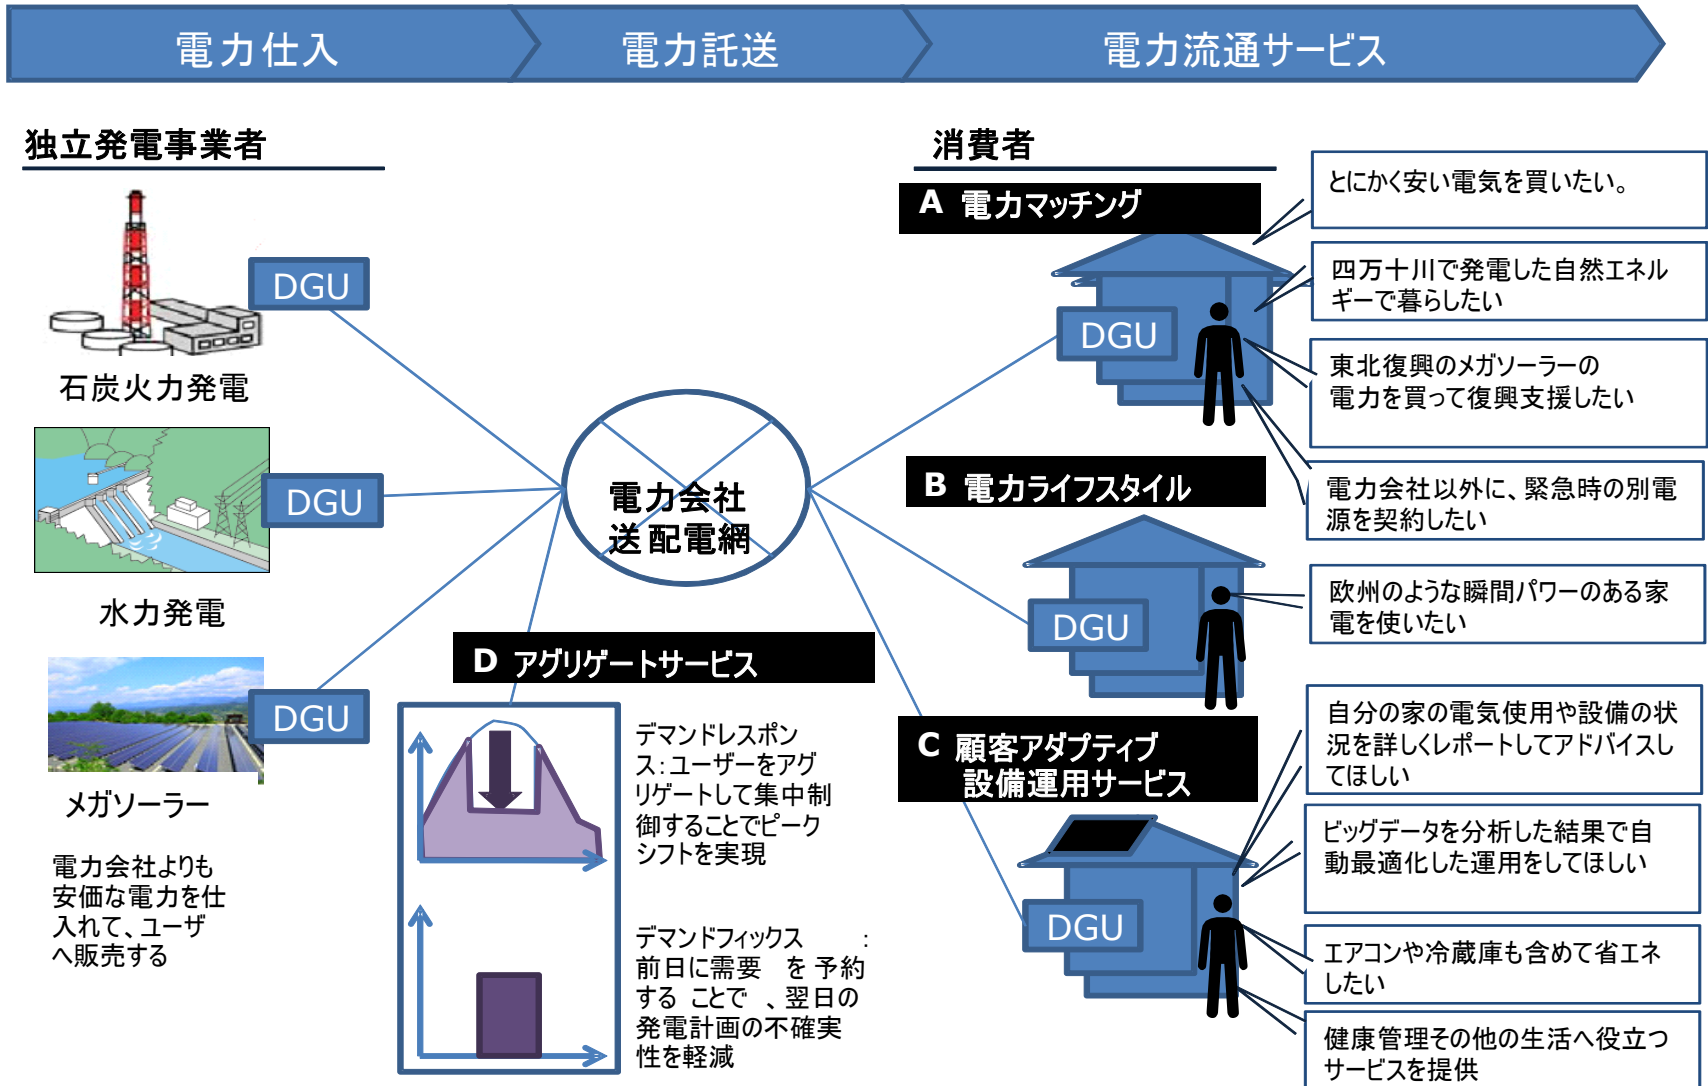 電力仕入
電力託送
電力流通サービス
独立発電事業者
DGU
石炭火力発電
DGU
水力発電
DGU
メガソーラー
電力会社よりも
安価な電力を仕
入れて、ユーザ
へ販売する
電力会社
送配電網
D アグリゲートサービス
デマンドレスポン
ス:ユーザーをアグ
リゲートして集中制
御することでピーク
シフトを実現
デマンドフィックス :
前日に需要 を 予約
する ことで 、翌日の
発電計画の不確実
性を軽減
消費者
A 電力マッチング
DGU
とにかく安い電気を買いたい。
四万十川で発電した自然エネル
ギーで暮らしたい
東北復興のメガソーラーの
電力を買って復興支援したい
電力会社以外に、緊急時の別電
源を契約したい
B 電力ライフスタイル
DGU
欧州のような瞬間パワーのある家
電を使いたい
C 顧客アダプティブ
設備運用サービス
DGU
自分の家の電気使用や設備の状
況を詳しくレポートしてアドバイスし
てほしい
ビッグデータを分析した結果で自
動最適化した運用をしてほしい
エアコンや冷蔵庫も含めて省エネ
したい
健康管理その他の生活へ役立つ
サービスを提供